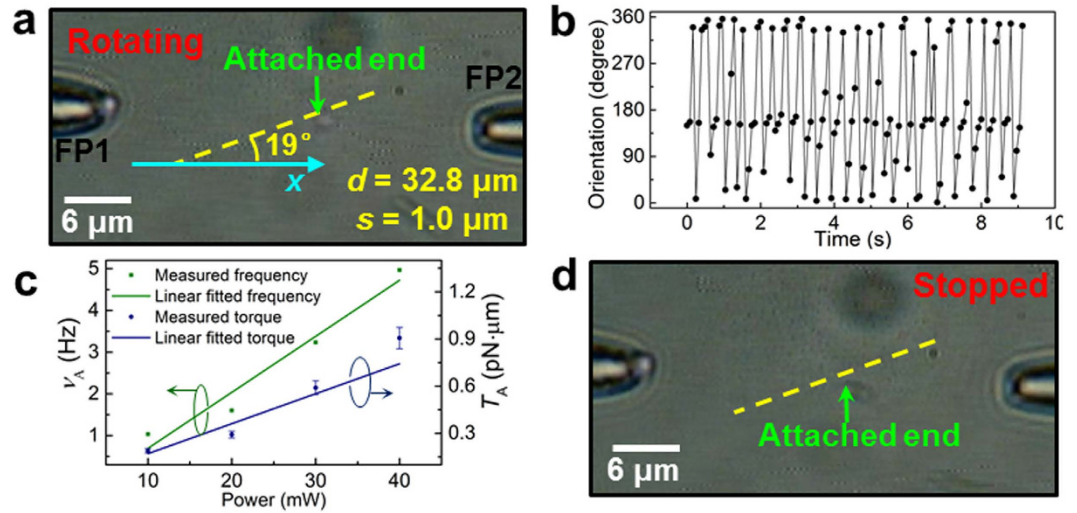 a
Rotating
Attached end
FP2
FP1
19°
x
d = 32.8 µm
s = 1.0 µm
6 µm
b
Orientation (degree)
360
270
180
90
0
0 2 4 6 8 10
Time (s)
c
5
4
3
2
1
ν_A (Hz)
Measured frequency
Linear fitted frequency
Measured torque
Linear fitted torque
1.2
0.9
0.6
0.3
T_A (pN·µm)
10 20 30 40
Power (mW)
d
Stopped
Attached end
6 µm